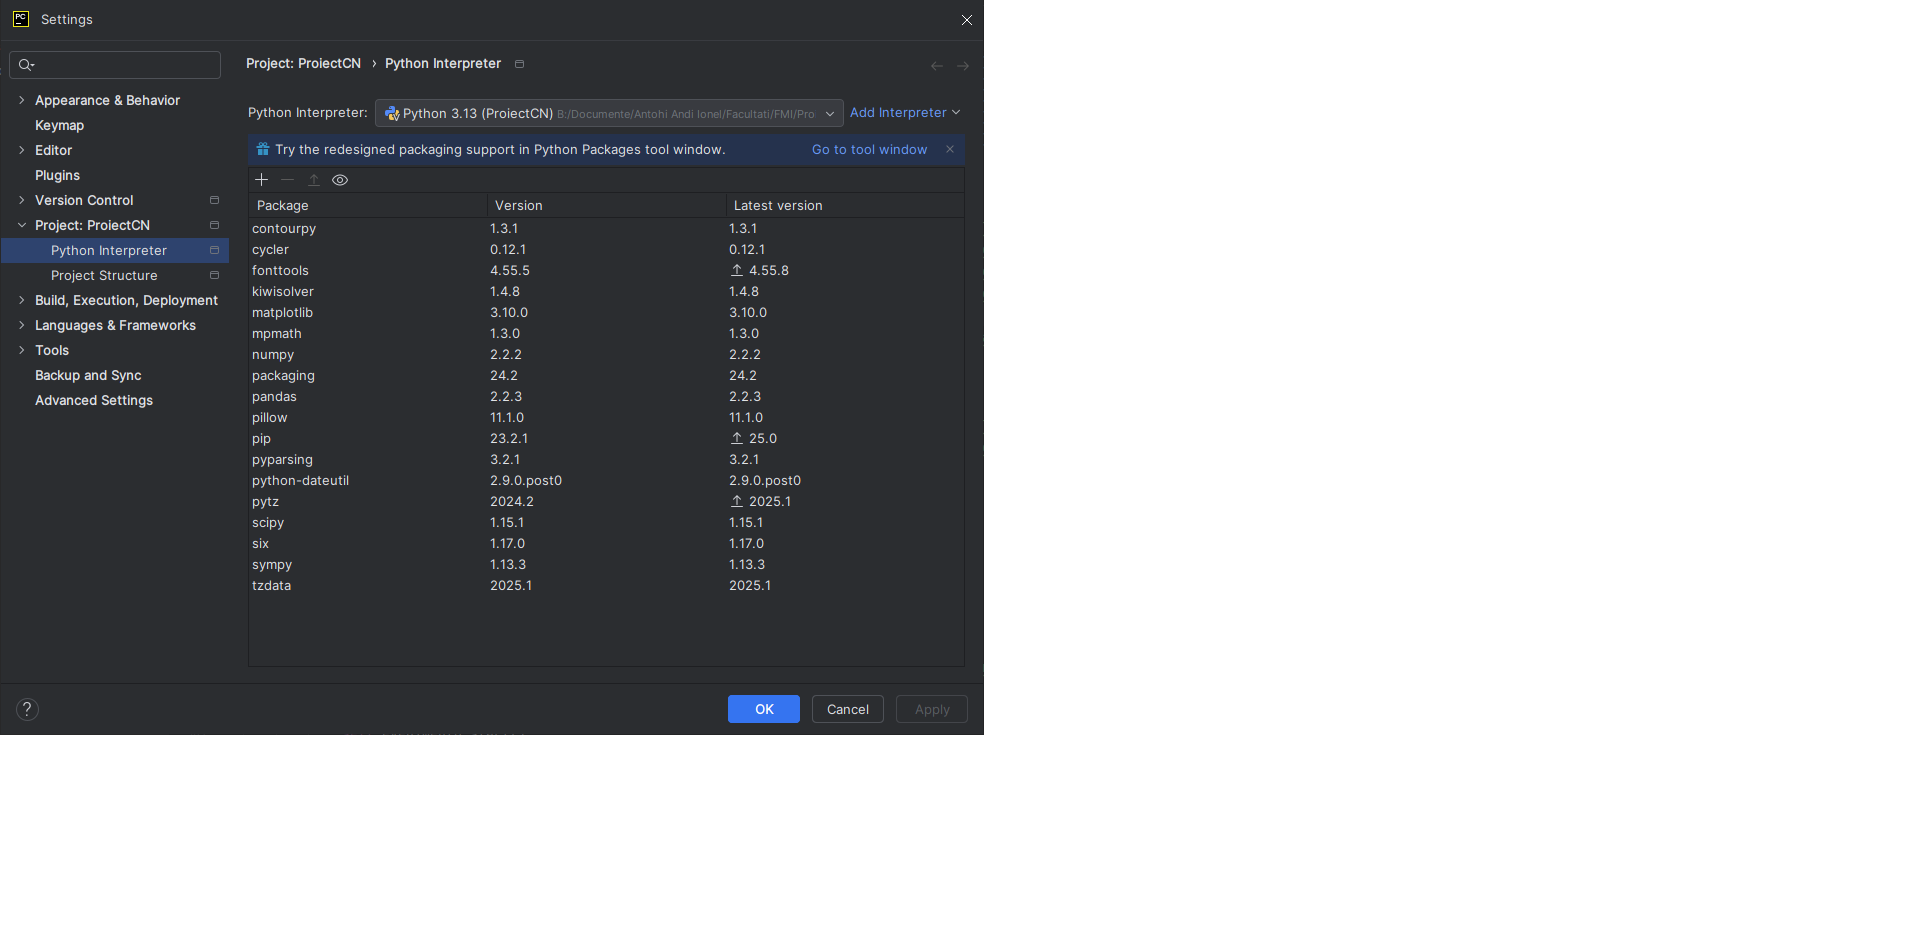 PC Settings
Project: ProiectCN › Python Interpreter
Appearance & Behavior
Keymap
Editor
Plugins
Version Control
Project: ProiectCN
Python Interpreter
Project Structure
Build, Execution, Deployment
Languages & Frameworks
Tools
Backup and Sync
Advanced Settings
Python Interpreter: Python 3.13 (ProiectCN) B:/Documente/Antohi Andi Ionel/Facultati/FMI/Pro Add Interpreter
Try the redesigned packaging support in Python Packages tool window. Go to tool window
Package Version Latest version
contourpy 1.3.1 1.3.1
cycler 0.12.1 0.12.1
fonttools 4.55.5 4.55.8
kiwisolver 1.4.8 1.4.8
matplotlib 3.10.0 3.10.0
mpmath 1.3.0 1.3.0
numpy 2.2.2 2.2.2
packaging 24.2 24.2
pandas 2.2.3 2.2.3
pillow 11.1.0 11.1.0
pip 23.2.1 25.0
pyparsing 3.2.1 3.2.1
python-dateutil 2.9.0.post0 2.9.0.post0
pytz 2024.2 2025.1
scipy 1.15.1 1.15.1
six 1.17.0 1.17.0
sympy 1.13.3 1.13.3
tzdata 2025.1 2025.1
? OK Cancel Apply